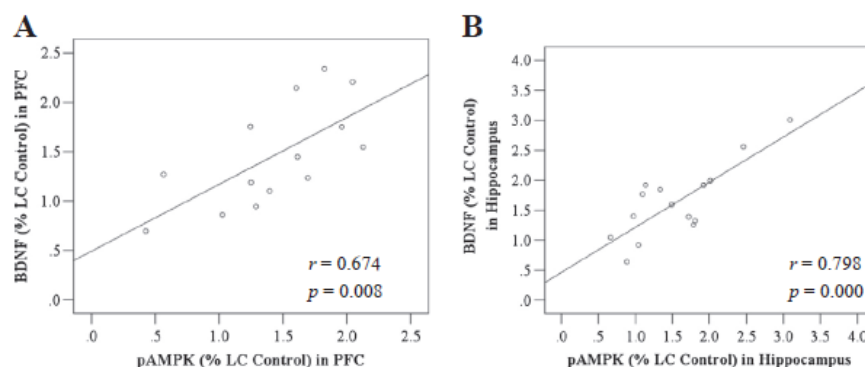 A
BDNF (% LC Control) in PFC
2.5
2.0
1.5
1.0
.5
.0
r = 0.674
p = 0.008
.0 .5 1.0 1.5 2.0 2.5
pAMPK (% LC Control) in PFC
B
BDNF (% LC Control)
in Hippocampus
4.0
3.5
3.0
2.5
2.0
1.5
1.0
.5
.0
r = 0.798
p = 0.000
.0 .5 1.0 1.5 2.0 2.5 3.0 3.5 4.0
pAMPK (% LC Control) in Hippocampus